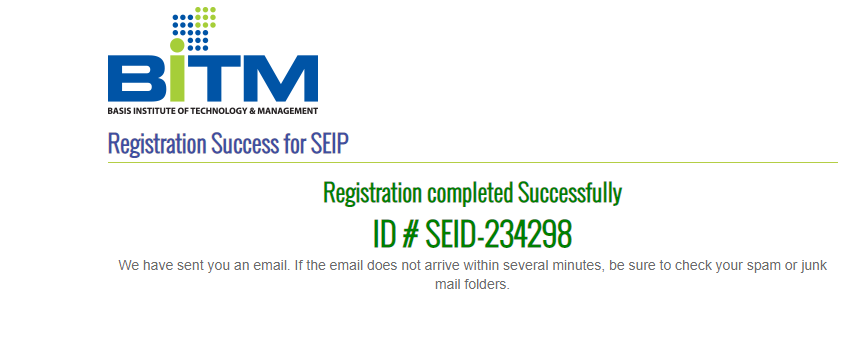 BiTM
BASIS INSTITUTE OF TECHNOLOGY & MANAGEMENT
Registration Success for SEIP
Registration completed Successfully
ID # SEID-234298
We have sent you an email. If the email does not arrive within several minutes, be sure to check your spam or junk
mail folders.